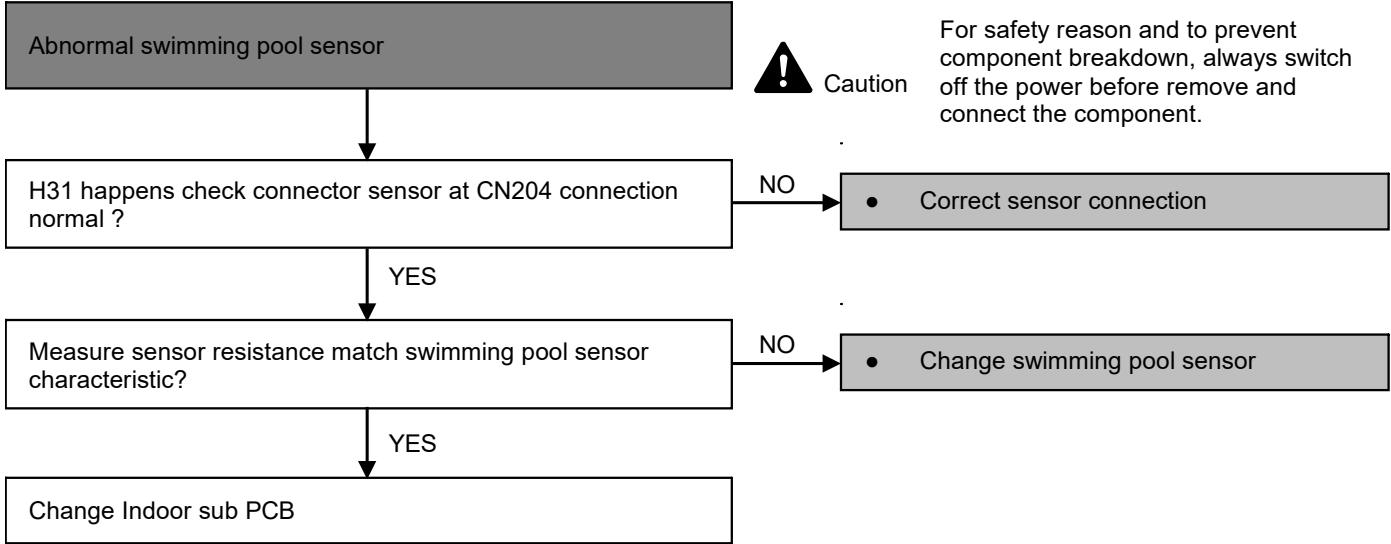 Abnormal swimming pool sensor
Caution
For safety reason and to prevent
component breakdown, always switch
off the power before remove and
connect the component.
H31 happens check connector sensor at CN204 connection
normal ?
NO
● Correct sensor connection
YES
Measure sensor resistance match swimming pool sensor
characteristic?
NO
● Change swimming pool sensor
YES
Change Indoor sub PCB